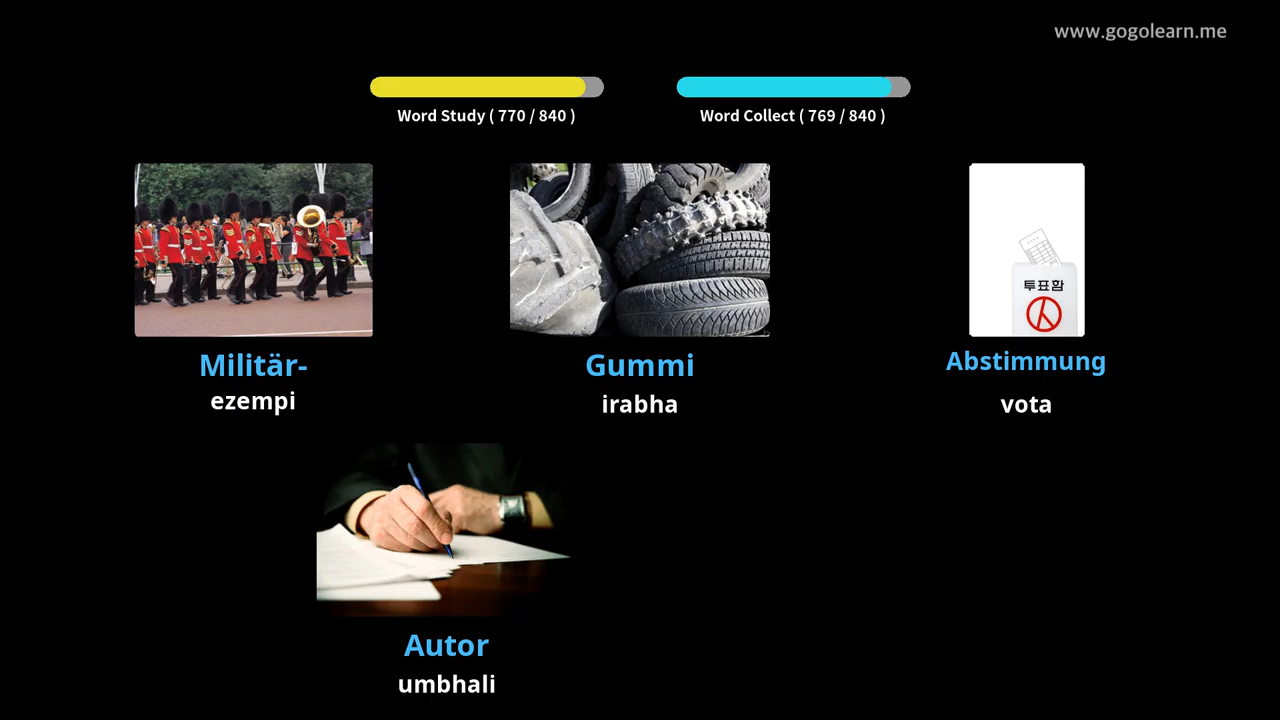 www.gogolearn.me
Word Study ( 770 / 840 )
Word Collect ( 769 / 840 )
투표함
Militär-
ezempi
Gummi
irabha
Abstimmung
vota
Autor
umbhali